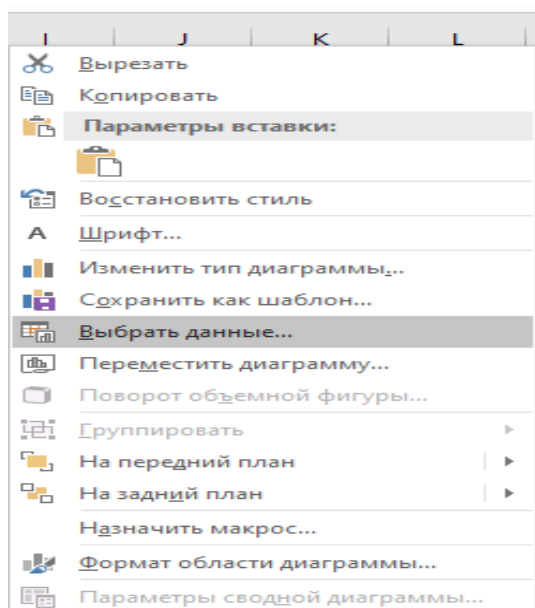 I J K L
Вырезать
Копировать
Параметры вставки:
Восстановить стиль
А Шрифт...
Изменить тип диаграммы...
Сохранить как шаблон...
Выбрать данные...
Переместить диаграмму...
Поворот объемной фигуры...
Группировать
На передний план
На задний план
Назначить макрос...
Формат области диаграммы...
Параметры сводной диаграммы...